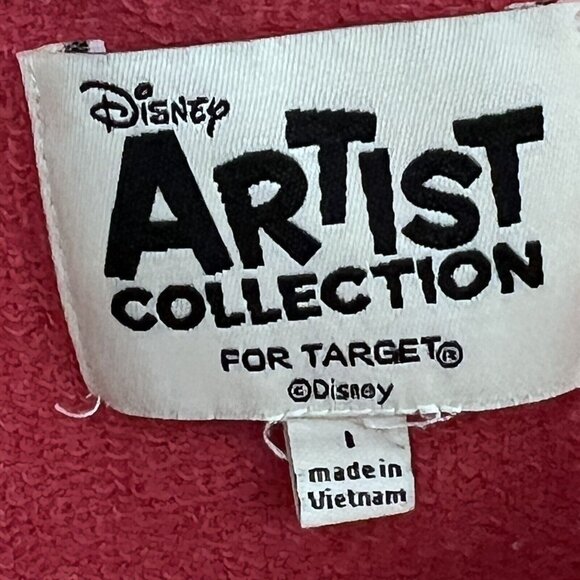 Disney
ARTIST
COLLECTION
FOR TARGET®
©Disney
made in
Vietnam